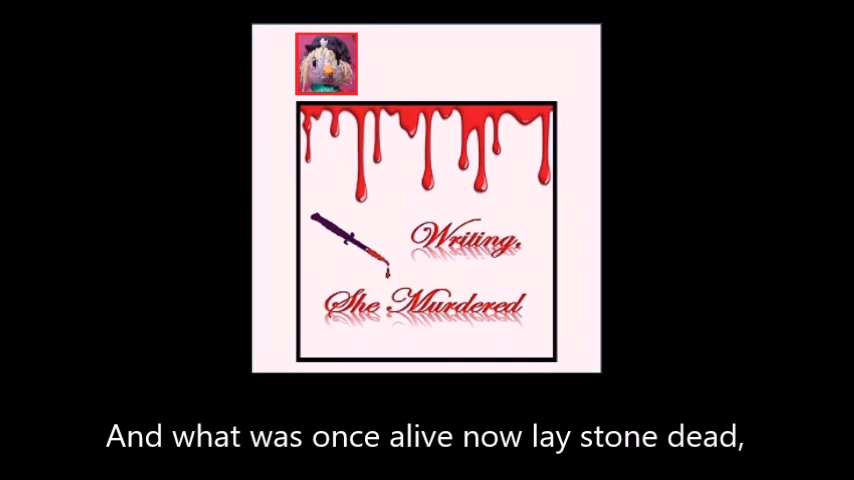 Writing,
She Murdered
And what was once alive now lay stone dead,